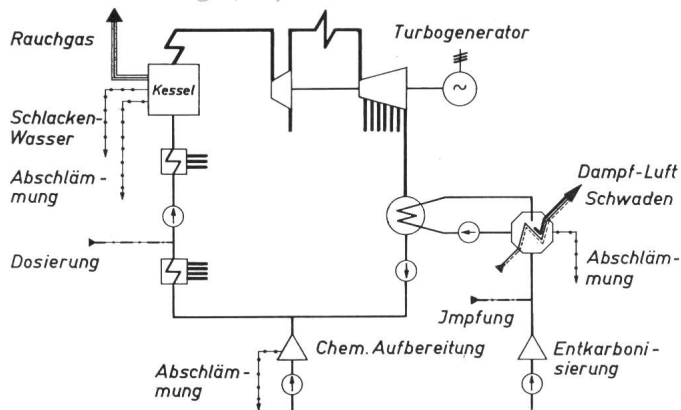 Rauchgas
Turbogenerator
Kessel
~
Schlacken-
Wasser
Abschläm-
mung
Dampf-Luft
Schwaden
Dosierung
Abschläm-
mung
Impfung
Chem. Aufbereitung
Entkarboni-
sierung
Abschläm-
mung